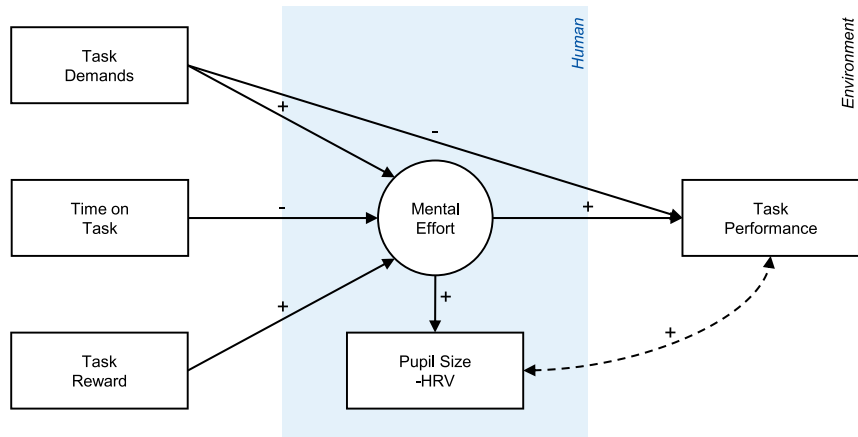 Task
Demands
Human
Environment
+
-
Time on
Task
-
Mental
Effort
+
Task
Performance
+
+
Task
Reward
Pupil Size
-HRV
+